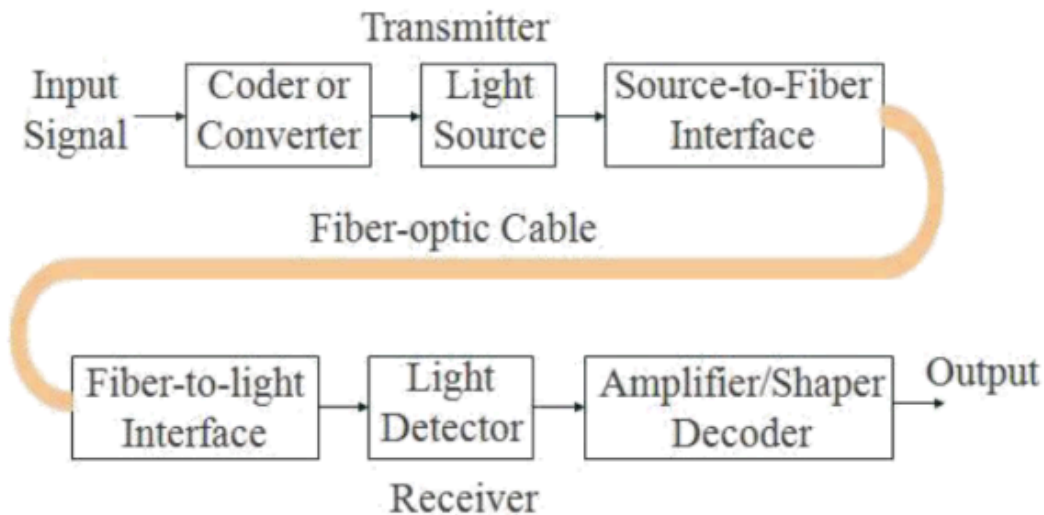 Transmitter
Input
Signal
Coder or
Converter
Light
Source
Source-to-Fiber
Interface
Fiber-optic Cable
Fiber-to-light
Interface
Light
Detector
Amplifier/Shaper
Decoder
Output
Receiver